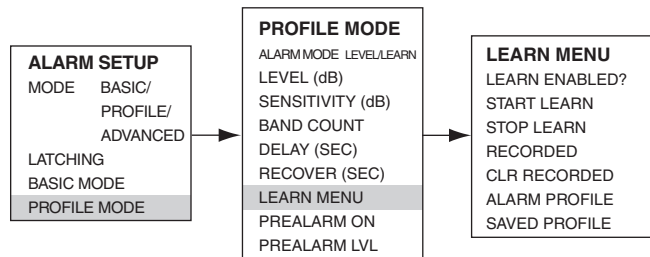 ALARM SETUP
MODE BASIC/
PROFILE/
ADVANCED
LATCHING
BASIC MODE
PROFILE MODE
PROFILE MODE
ALARM MODE LEVEL/LEARN
LEVEL (dB)
SENSITIVITY (dB)
BAND COUNT
DELAY (SEC)
RECOVER (SEC)
LEARN MENU
PREALARM ON
PREALARM LVL
LEARN MENU
LEARN ENABLED?
START LEARN
STOP LEARN
RECORDED
CLR RECORDED
ALARM PROFILE
SAVED PROFILE